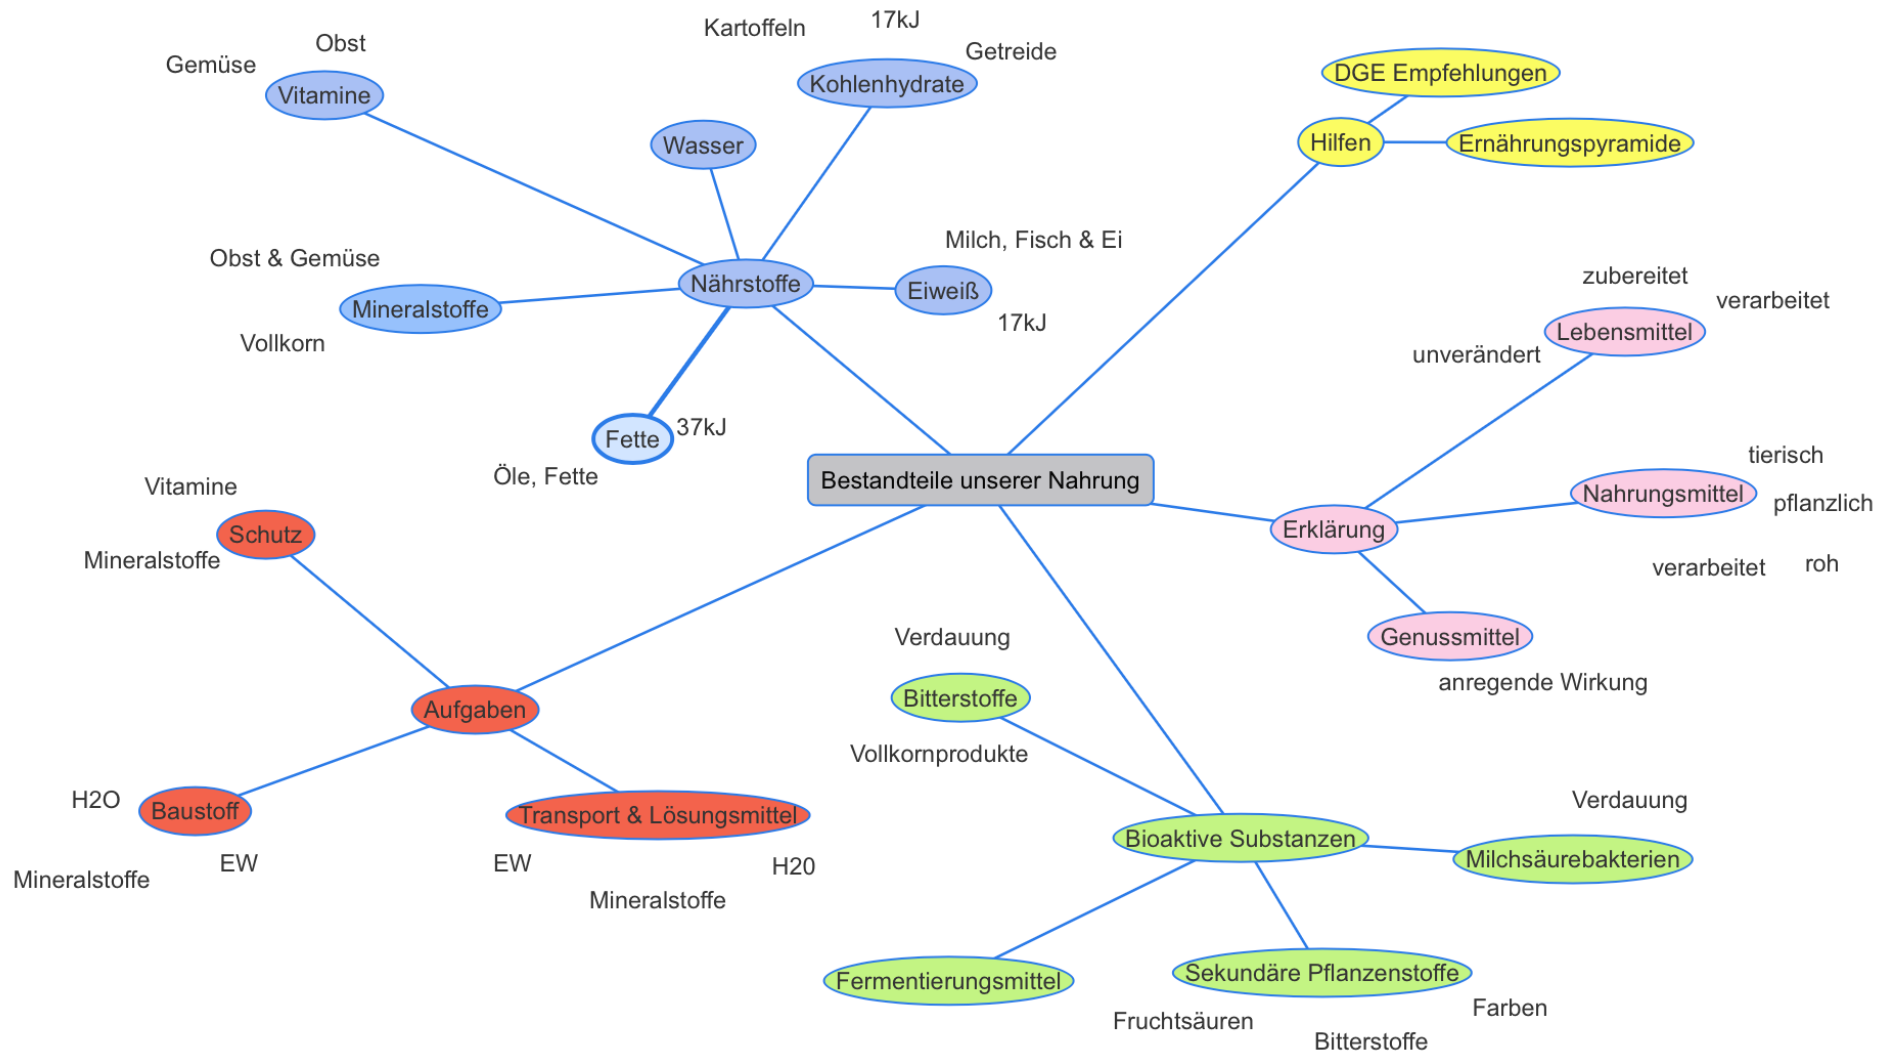 Kartoffeln
17kJ
Obst
Getreide
Gemüse
Kohlenhydrate
Vitamine
Wasser
DGE Empfehlungen
Hilfen
Ernährungspyramide
Milch, Fisch & Ei
Obst & Gemüse
Nährstoffe
Eiweiß
Mineralstoffe
17kJ
Vollkorn
zubereitet
verarbeitet
Lebensmittel
unverändert
Fette
37kJ
Öle, Fette
Bestandteile unserer Nahrung
tierisch
Nahrungsmittel
pflanzlich
Erklärung
verarbeitet
roh
Genussmittel
anregende Wirkung
Vitamine
Schutz
Mineralstoffe
Aufgaben
H2O
Baustoff
Transport & Lösungsmittel
EW
EW
H20
Mineralstoffe
Mineralstoffe
Verdauung
Bitterstoffe
Vollkornprodukte
Verdauung
Bioaktive Substanzen
Milchsäurebakterien
Fermentierungsmittel
Sekundäre Pflanzenstoffe
Farben
Fruchtsäuren
Bitterstoffe